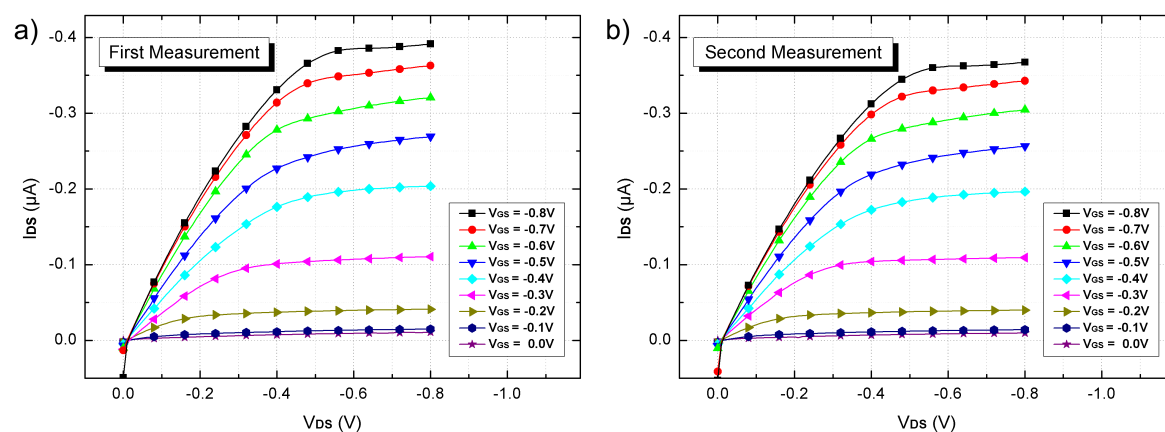 a)
First Measurement
-0.4
-0.3
-0.2
-0.1
0.0
IDS (µA)
VGS = -0.8V
VGS = -0.7V
VGS = -0.6V
VGS = -0.5V
VGS = -0.4V
VGS = -0.3V
VGS = -0.2V
VGS = -0.1V
VGS = 0.0V
0.0 -0.2 -0.4 -0.6 -0.8 -1.0
VDS (V)
b)
Second Measurement
-0.4
-0.3
-0.2
-0.1
0.0
IDS (µA)
VGS = -0.8V
VGS = -0.7V
VGS = -0.6V
VGS = -0.5V
VGS = -0.4V
VGS = -0.3V
VGS = -0.2V
VGS = -0.1V
VGS = 0.0V
0.0 -0.2 -0.4 -0.6 -0.8 -1.0
VDS (V)